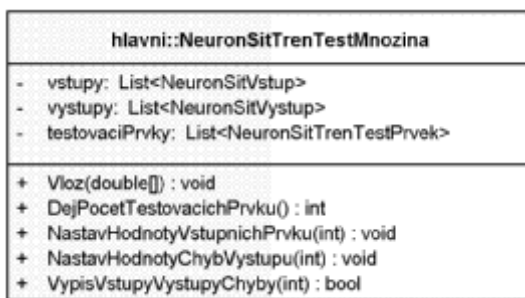 hlavni::NeuronSitTrenTestMnozina
- vstupy: List<NeuronSitVstup>
- vystupy: List<NeuronSitVystup>
- testovaciPrvky: List<NeuronSitTrenTestPrvek>
+ Vloz(double[]) : void
+ DejPocetTestovacichPrvku() : int
+ NastavHodnotyVstupnichPrvku(int) : void
+ NastavHodnotyChybVystupu(int) : void
+ VypisVstupyVystupyChyby(int) : bool